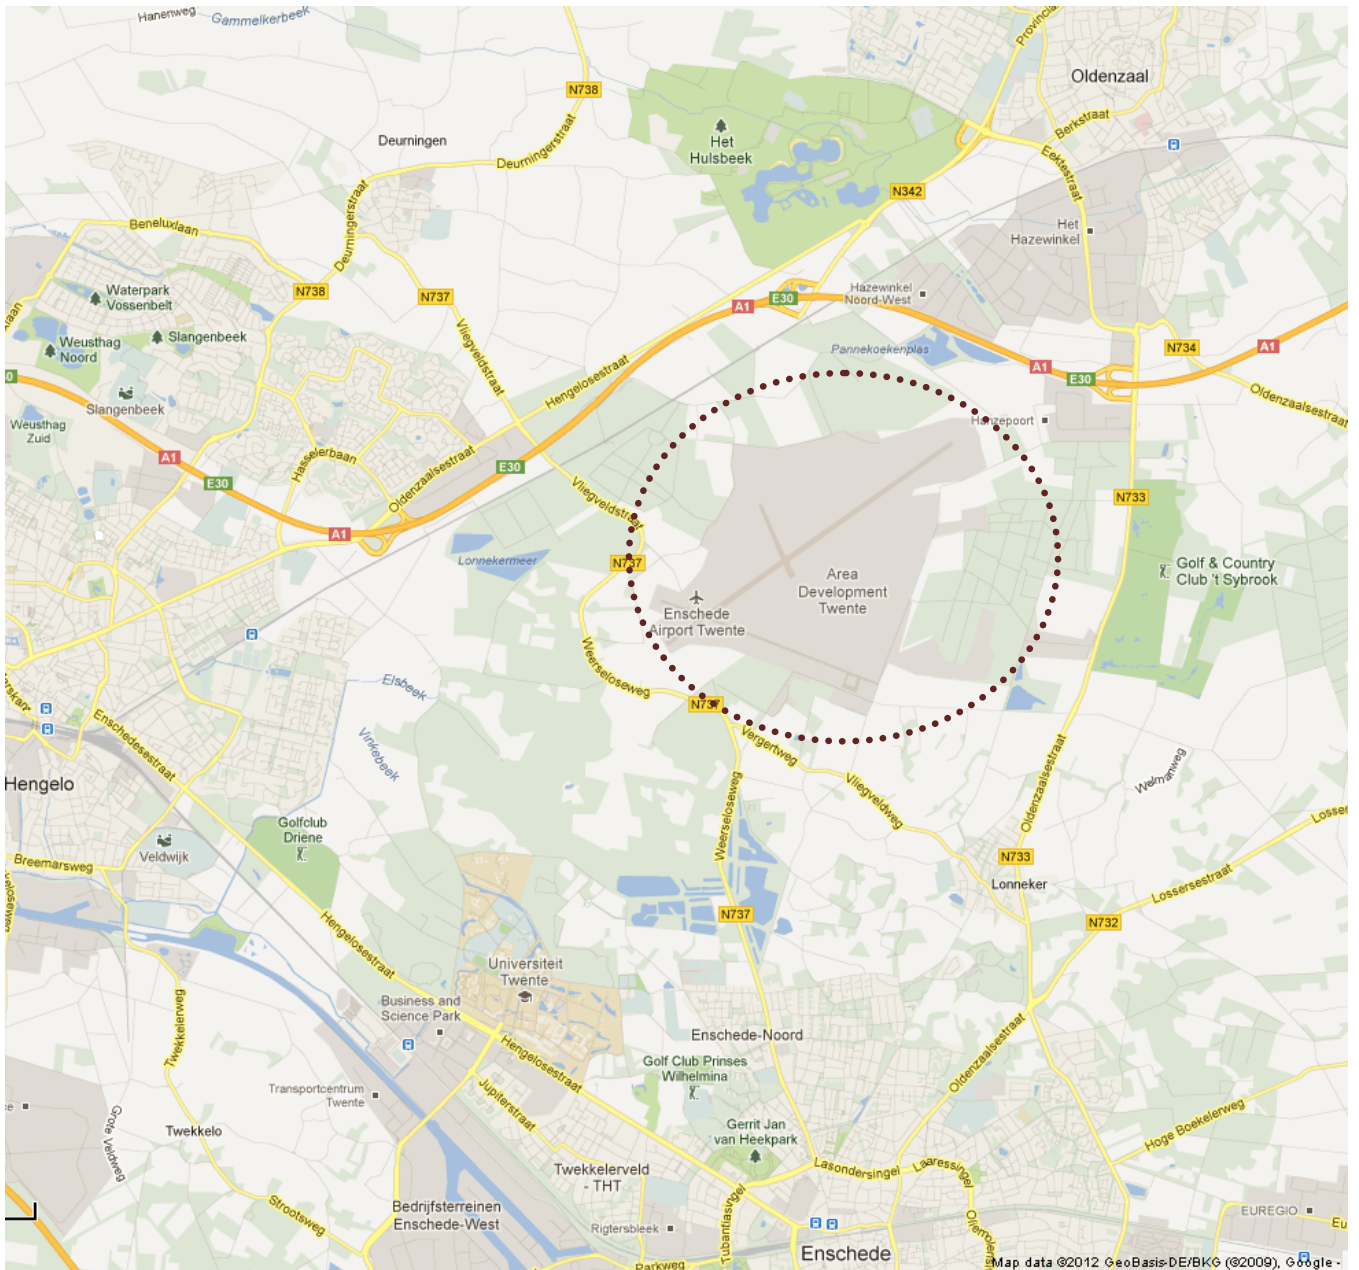 Hanenweg
Gammelkerbeek
Provincia
Oldenzaal
N738
Het
Hulsbeek
Berkstraat
Deurningen
Deurningerstraat
Eektestraat
N342
Deurningerstraat
Beneluxlaan
Het
Hazewinkel
Waterpark
Vossenbelt
N738
N737
A1
E30
Hazewinkel
Noord-West
Weusthag
Noord
Slangenbeek
Vliegveldstraat
Pannekoekenplas
N734
A1
Hengelosestraat
A1
E30
Oldenzaalsestraat
Slangenbeek
Weusthag
Zuid
Hanzepoort
A1
E30
Hasselerbaan
Oldenzaalsestraat
E30
Vliegveldstraat
N733
A1
Lonnekermeer
N737
Golf & Country
Club 't Sybrook
Area
Development
Twente
Enschede
Airport Twente
Weerseloseweg
Elsbeek
N737
Enschedesestraat
Vinkebeek
Vergertweg
Vliegveldweg
Oldenzaalsestraat
Welmanweg
Hengelo
Weerseloseweg
Golfclub
Driene
Veldwijk
Breemarsweg
N733
Lonneker
Lossersestraat
Losser
N732
N737
Hengelosestraat
Universiteit
Twente
Business and
Science Park
Twekkelerweg
Enschede-Noord
Hengelosestraat
Golf Club Prinses
Wilhelmina
Oldenzaalsestraat
Transportcentrum
Twente
Jupiterstraat
Grote Veldweg
Twekkelo
Gerrit Jan
van Heekpark
Hoge Boekelerweg
Twekkelerveld
- THT
Lasondersingel
Laaressingel
Strootsweg
Bedrijfsterreinen
Enschede-West
Rigtersbleek
Tubantiasingel
EUREGIO
Eu
Parkweg
Enschede
Map data ©2012 GeoBasis-DE/BKG (©2009), Google -